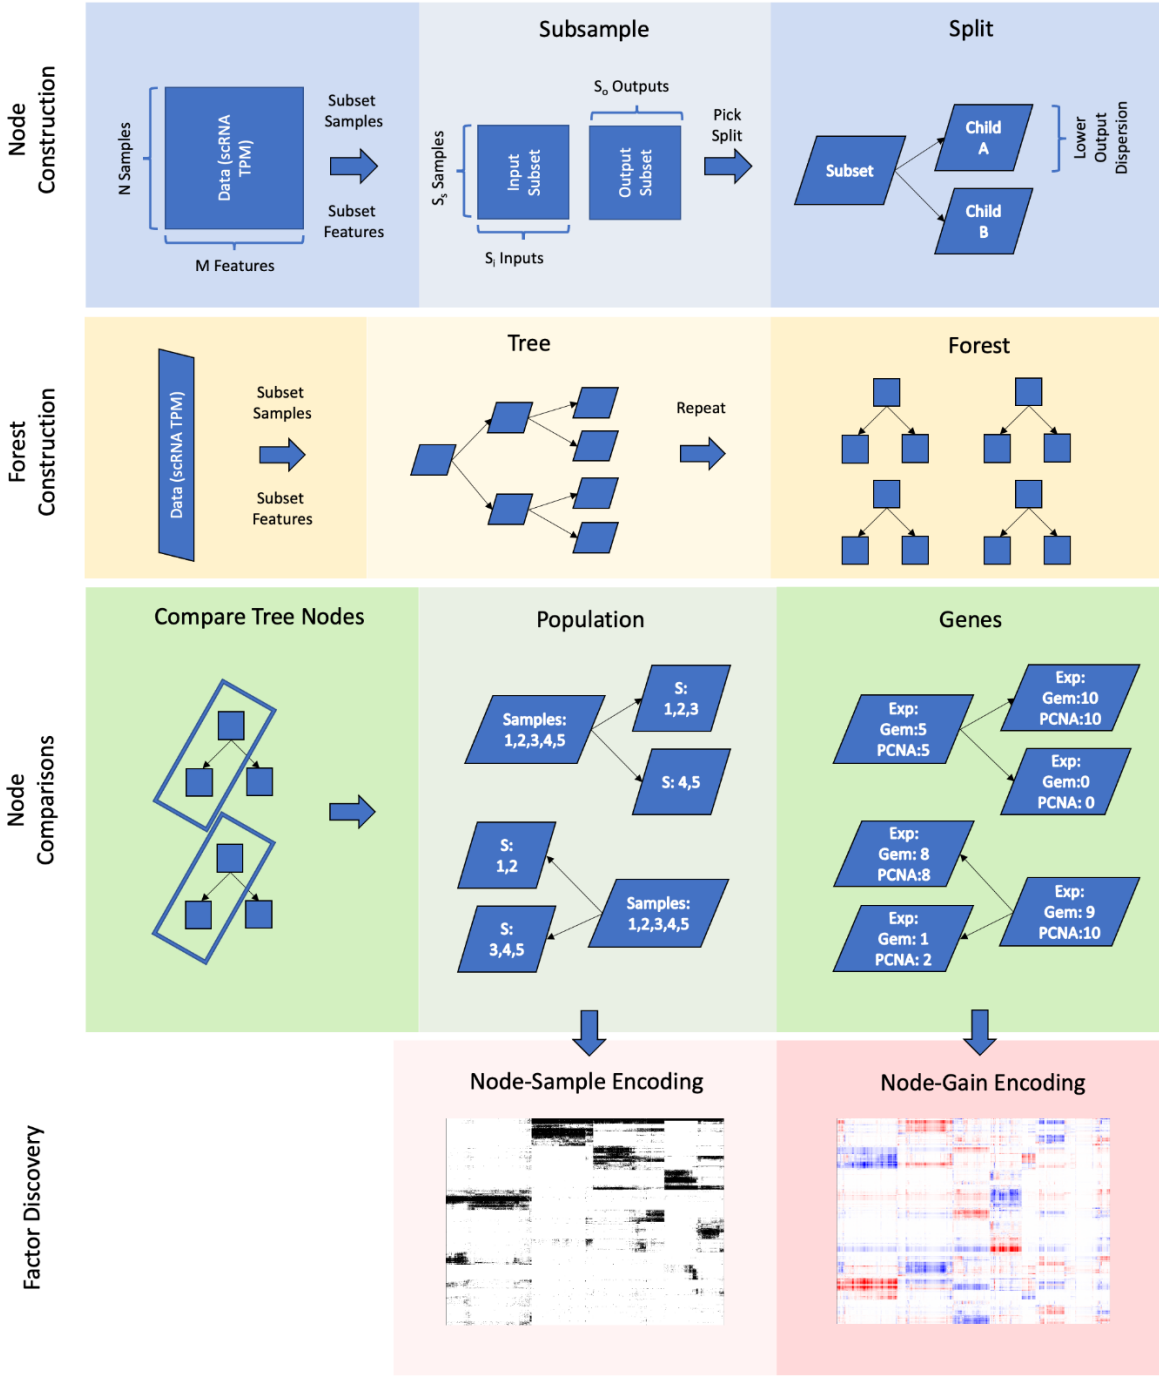 Node
Construction
N Samples
Data (scRNA
TPM)
M Features
Subset
Samples
Subset
Features
Subsample
S_s Samples
Input
Subset
S_i Inputs
S_o Outputs
Output
Subset
Pick
Split
Split
Subset
Child
A
Child
B
Lower
Output
Dispersion
Forest
Construction
Data (scRNA TPM)
Subset
Samples
Subset
Features
Tree
Repeat
Forest
Node
Comparisons
Compare Tree Nodes
Population
Samples:
1,2,3,4,5
S:
1,2,3
S: 4,5
S:
1,2
S:
3,4,5
Samples:
1,2,3,4,5
Genes
Exp:
Gem:5
PCNA:5
Exp:
Gem:10
PCNA:10
Exp:
Gem:0
PCNA: 0
Exp:
Gem: 8
PCNA:8
Exp:
Gem: 1
PCNA: 2
Exp:
Gem: 9
PCNA:10
Factor Discovery
Node-Sample Encoding
Node-Gain Encoding